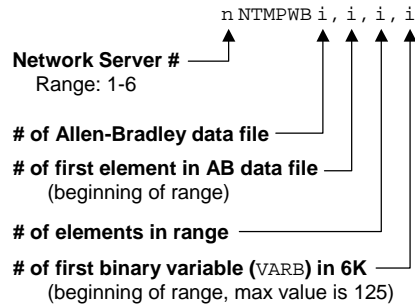 n NTMPWB i, i, i, i
Network Server #
Range: 1-6
# of Allen-Bradley data file
# of first element in AB data file
(beginning of range)
# of elements in range
# of first binary variable (VARB) in 6K
(beginning of range, max value is 125)